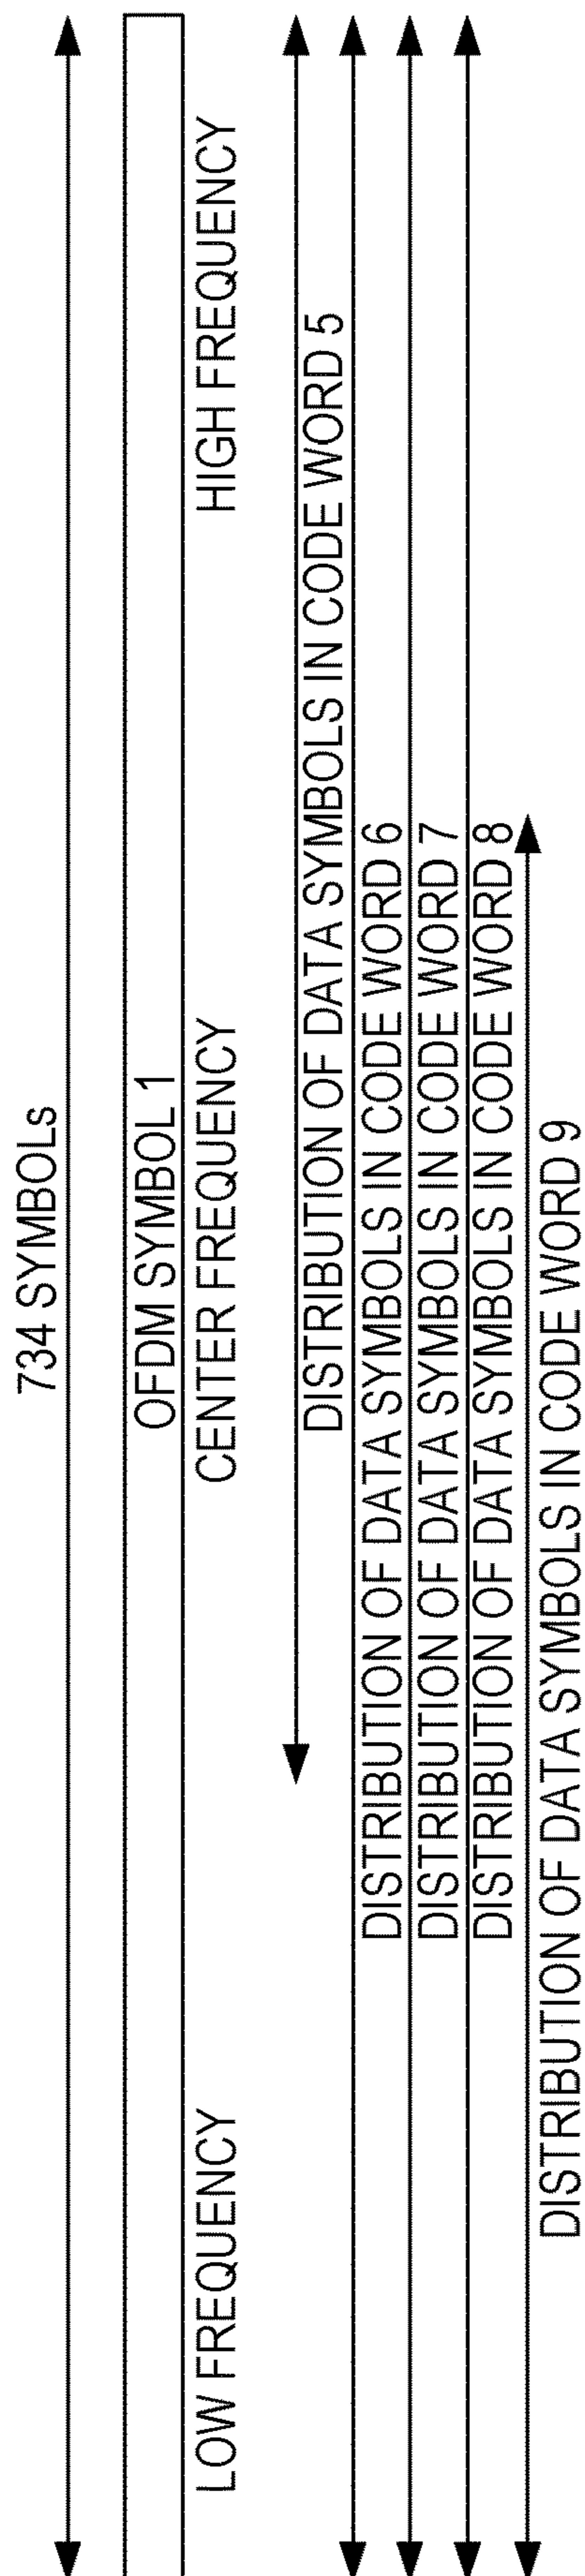 734 SYMBOLs
OFDM SYMBOL 1
LOW FREQUENCY
CENTER FREQUENCY
HIGH FREQUENCY
DISTRIBUTION OF DATA SYMBOLS IN CODE WORD 5
DISTRIBUTION OF DATA SYMBOLS IN CODE WORD 6
DISTRIBUTION OF DATA SYMBOLS IN CODE WORD 7
DISTRIBUTION OF DATA SYMBOLS IN CODE WORD 8
DISTRIBUTION OF DATA SYMBOLS IN CODE WORD 9